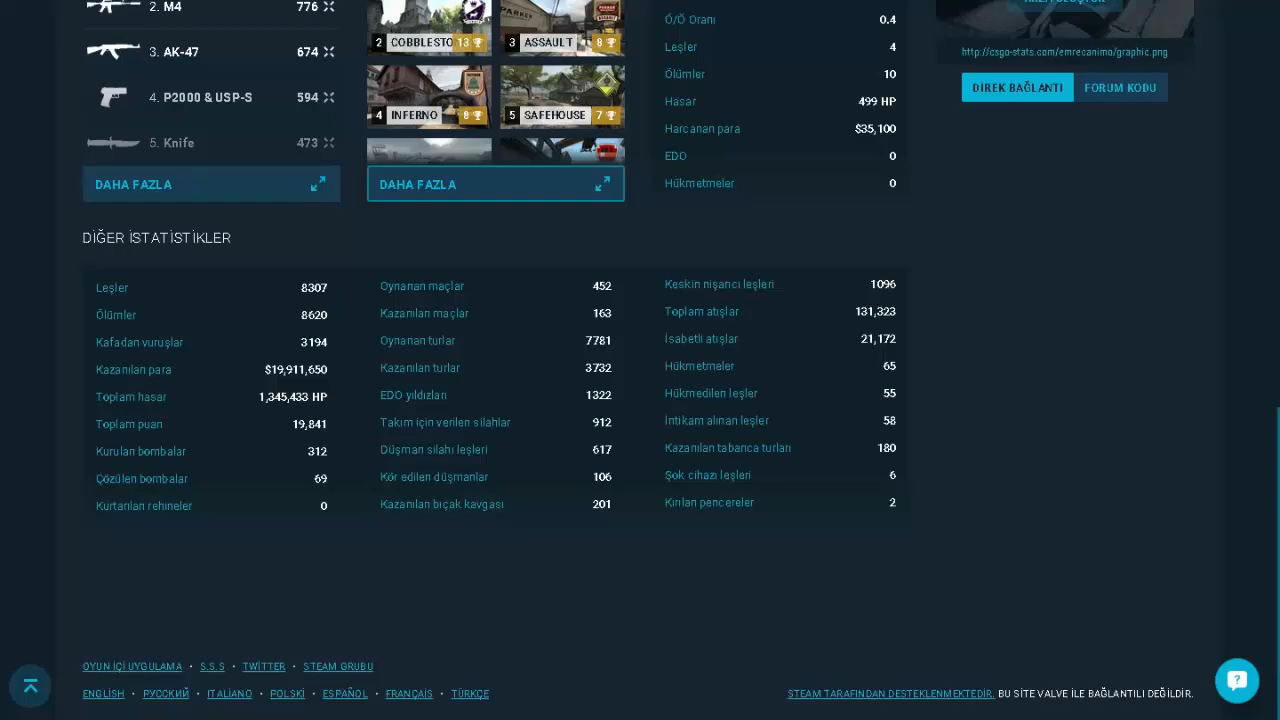 2. M4 776
3. AK-47 674
4. P2000 & USP-S 594
5. Knife 473
DAHA FAZLA
2 COBBLESTO 13
3 ASSAULT 8
4 INFERNO 8
5 SAFEHOUSE 7
DAHA FAZLA
Ö/Ö Oranı 0.4
Leşler 4
Ölümler 10
Hasar 499 HP
Harcanan para $35,100
EDO 0
Hükmetmeler 0
http://csgo-stats.com/emrecanimo/graphic.png
DİREK BAĞLANTI FORUM KODU
DİĞER İSTATİSTİKLER
Leşler 8307
Ölümler 8620
Kafadan vuruşlar 3194
Kazanılan para $19,911,650
Toplam hasar 1,345,433 HP
Toplam puan 19,841
Kurulan bombalar 312
Çözülen bombalar 69
Kurtarılan rehineler 0
Oynanan maçlar 452
Kazanılan maçlar 163
Oynanan turlar 7781
Kazanılan turlar 3732
EDO yıldızları 1322
Takım için verilen silahlar 912
Düşman silahı leşleri 617
Kör edilen düşmanlar 106
Kazanılan bıçak kavgası 201
Keskin nişancı leşleri 1096
Toplam atışlar 131,323
İsabetli atışlar 21,172
Hükmetmeler 65
Hükmedilen leşler 55
İntikam alınan leşler 58
Kazanılan tabanca turları 180
Şok cihazı leşleri 6
Kırılan pencereler 2
OYUN İÇİ UYGULAMA · S.S.S · TWİTTER · STEAM GRUBU
ENGLİSH · РУССКИЙ · İTALİANO · POLSKİ · ESPAÑOL · FRANÇAİS · TÜRKÇE
STEAM TARAFINDAN DESTEKLENMEKTEDİR. BU SİTE VALVE İLE BAĞLANTILI DEĞİLDİR.